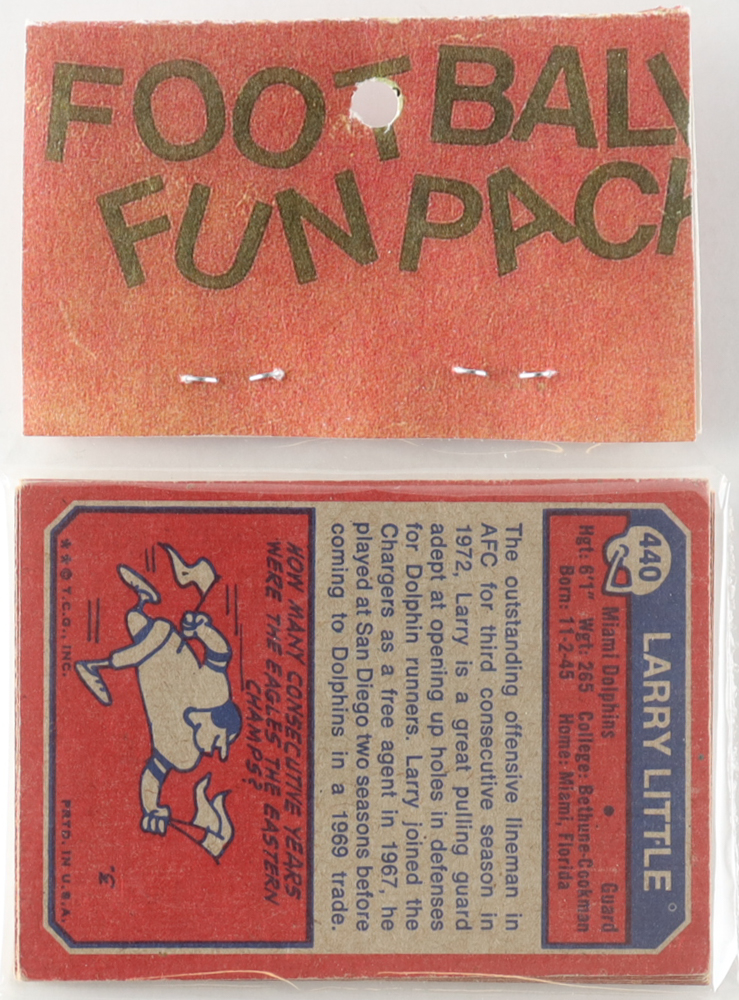 FOOTBALL
FUN PACK
440
LARRY LITTLE
Miami Dolphins • Guard
Hgt: 6'1" Wgt: 265 College: Bethune-Cookman
Born: 11-2-45 Home: Miami, Florida
The outstanding offensive lineman in
AFC for third consecutive season in
1972, Larry is a great pulling guard
adept at opening up holes in defenses
for Dolphin runners. Larry joined the
Chargers as a free agent in 1967, he
played at San Diego two seasons before
coming to Dolphins in a 1969 trade.
HOW MANY CONSECUTIVE YEARS
WERE THE EAGLES THE EASTERN
CHAMPS?
3.
** © T.C.G., INC. PRTD. IN U.S.A.